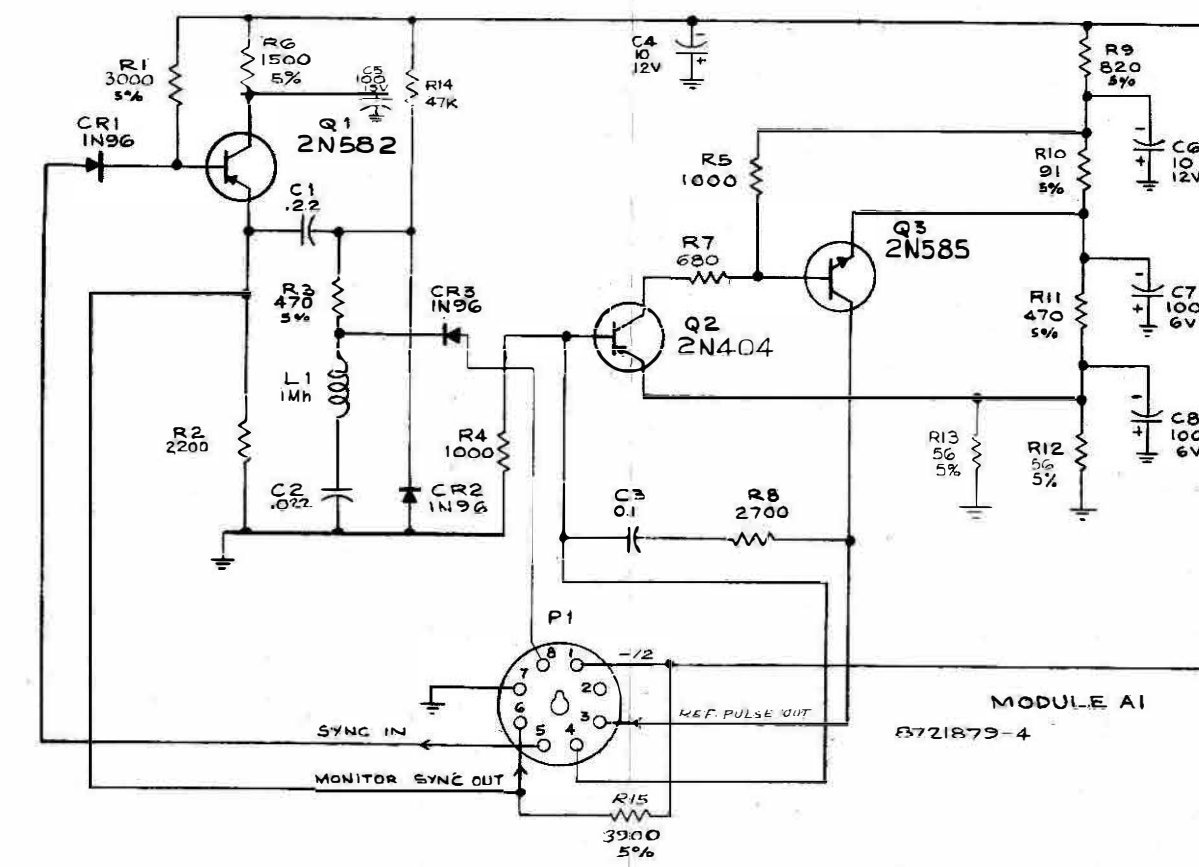 R1
3000
5%
R6
1500
5%
C5
100
15V
R14
47K
C4
10
12V
R9
820
5%
CR1
1N96
Q1
2N582
C1
.22
R5
1000
R10
91
5%
C6
10
12V
Q3
2N585
R7
680
R3
470
5%
CR3
1N96
Q2
2N404
R11
470
5%
C7
100
6V
L1
1Mh
R2
2200
R4
1000
R13
56
5%
R12
56
5%
C8
100
6V
C2
.022
CR2
1N96
C3
0.1
R8
2700
P1
8
1
-12
7
2
6
3
REF. PULSE OUT
5
4
SYNC IN
MONITOR SYNC OUT
MODULE A1
8721879-4
R15
3900
5%